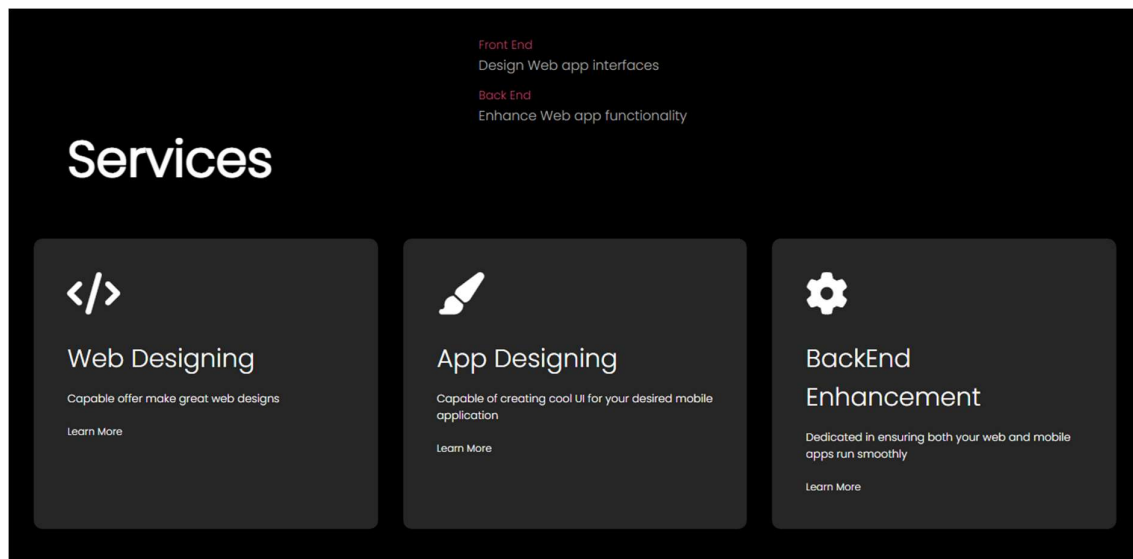 Front End
Design Web app interfaces
Back End
Enhance Web app functionality
Services
Web Designing
Capable offer make great web designs
Learn More
App Designing
Capable of creating cool UI for your desired mobile
application
Learn More
BackEnd
Enhancement
Dedicated in ensuring both your web and mobile
apps run smoothly
Learn More